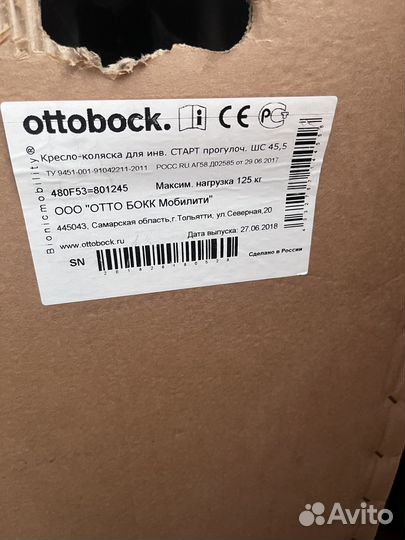 ottobock. CE
Кресло-коляска для инв. СТАРТ прогулоч. ШС 45,5
ТУ 9451-001-91042211-2011 РОСС RU.АГ58.Д02585 от 29.06.2017
480F53=801245 Максим. нагрузка 125 кг
ООО "ОТТО БОКК Мобилити"
445043, Самарская область, г.Тольятти, ул Северная,20
www.ottobock.ru Дата выпуска: 27.06.2018
SN
Сделано в России
Bionicmobility®
Avito